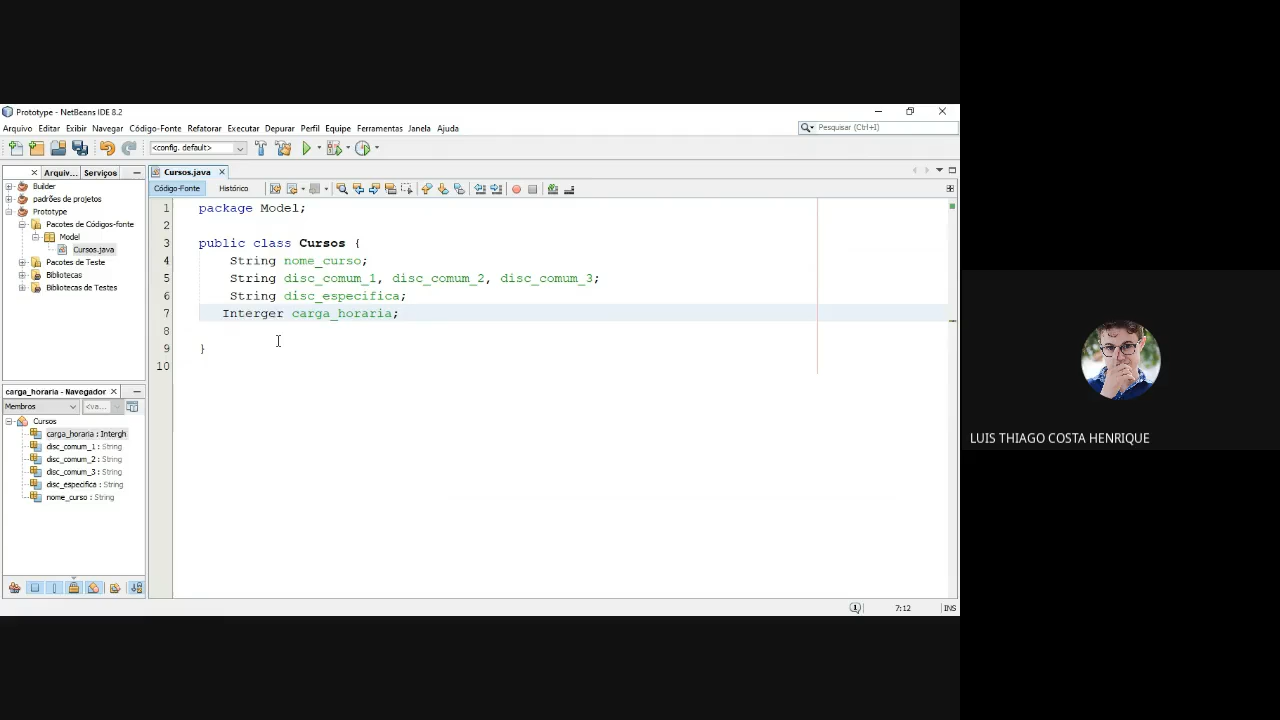 Prototype - NetBeans IDE 8.2
Arquivo Editar Exibir Navegar Código-Fonte Refatorar Executar Depurar Perfil Equipe Ferramentas Janela Ajuda
Pesquisar (Ctrl+I)
<config. default>
Arquiv... Serviços
Builder
padrões de projetos
Prototype
Pacotes de Códigos-fonte
Model
Cursos.java
Pacotes de Teste
Bibliotecas
Bibliotecas de Testes
Cursos.java
Código-Fonte Histórico
1 package Model;
2
3 public class Cursos {
4 String nome_curso;
5 String disc_comum_1, disc_comum_2, disc_comum_3;
6 String disc_especifica;
7 Interger carga_horaria;
8
9 }
10
carga_horaria - Navegador
Membros <va...
Cursos
carga_horaria : Intergh
disc_comum_1 : String
disc_comum_2 : String
disc_comum_3 : String
disc_especifica : String
nome_curso : String
1 7:12 INS
LUIS THIAGO COSTA HENRIQUE